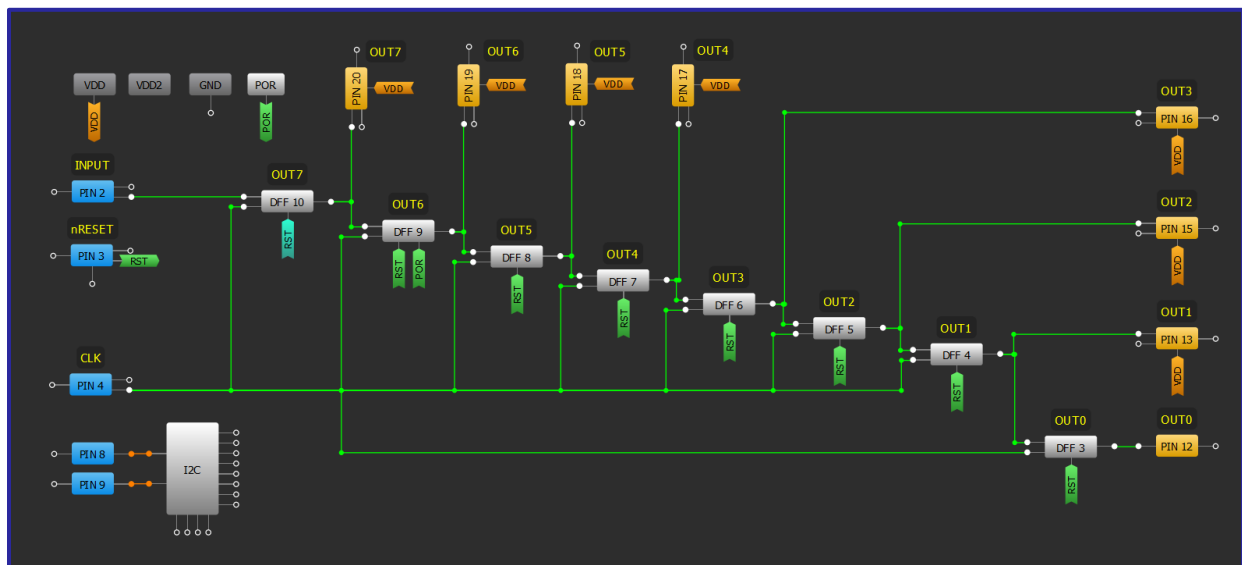 OUT7
OUT6
OUT5
OUT4
PIN 20
VDD
PIN 19
VDD
PIN 18
VDD
PIN 17
VDD
VDD
VDD2
GND
POR
VDD
POR
OUT3
PIN 16
VDD
INPUT
PIN 2
OUT7
DFF 10
RST
OUT6
DFF 9
RST
POR
OUT5
DFF 8
RST
OUT4
DFF 7
RST
OUT3
DFF 6
RST
OUT2
DFF 5
RST
OUT1
DFF 4
RST
OUT2
PIN 15
VDD
nRESET
PIN 3
RST
OUT1
PIN 13
VDD
CLK
PIN 4
OUT0
DFF 3
RST
OUT0
PIN 12
PIN 8
PIN 9
I2C